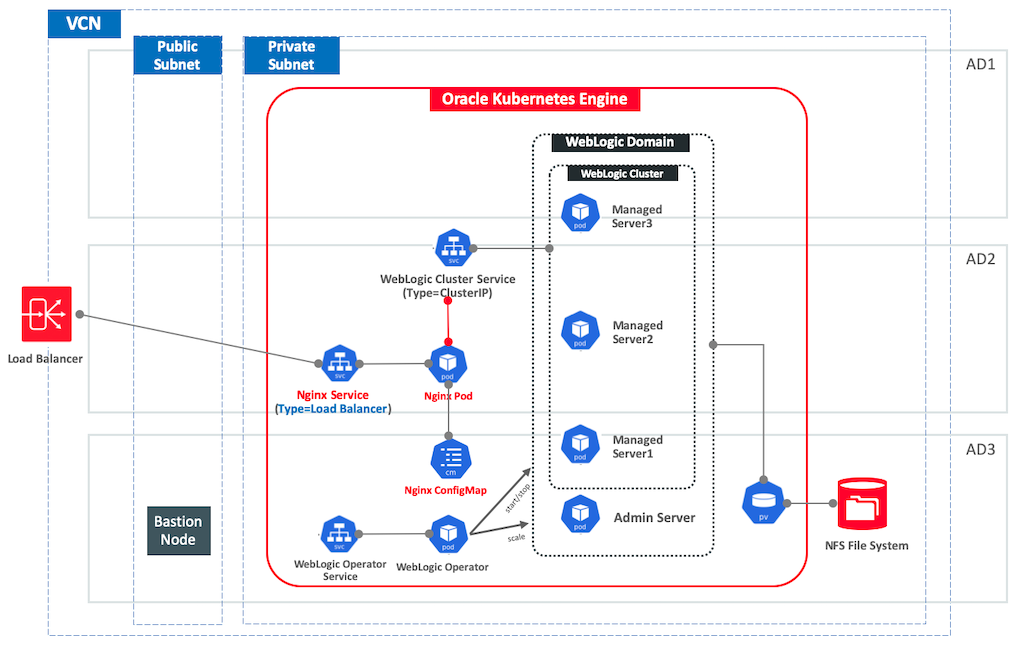 VCN
Public
Subnet
Private
Subnet
AD1
Oracle Kubernetes Engine
WebLogic Domain
WebLogic Cluster
pod
Managed
Server3
svc
WebLogic Cluster Service
(Type=ClusterIP)
AD2
Load Balancer
pod
Managed
Server2
svc
Nginx Service
(Type=Load Balancer)
pod
Nginx Pod
AD3
pod
Managed
Server1
cm
Nginx ConfigMap
start/stop
scale
pod
Admin Server
pv
NFS File System
Bastion
Node
svc
WebLogic Operator
Service
pod
WebLogic Operator